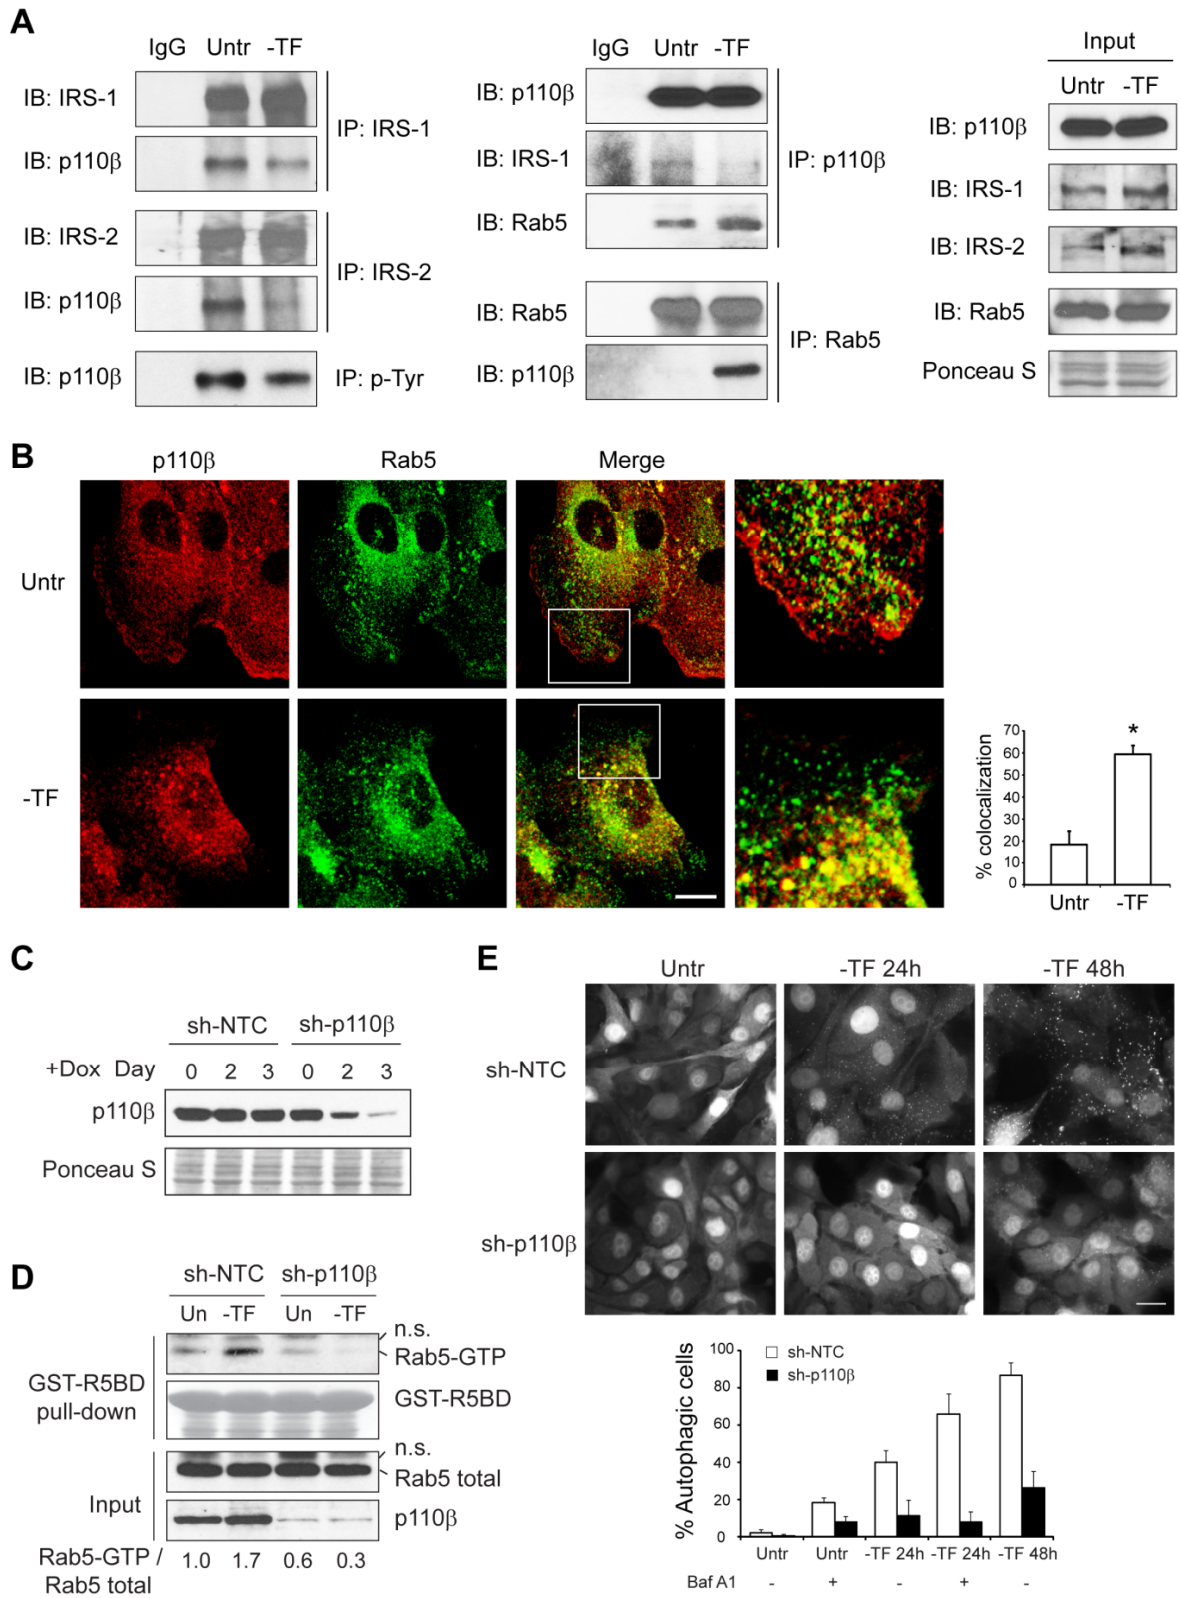 A
IgG Untr -TF
IB: IRS-1
IB: p110β
IP: IRS-1
IB: IRS-2
IB: p110β
IP: IRS-2
IB: p110β
IP: p-Tyr
IgG Untr -TF
IB: p110β
IB: IRS-1
IB: Rab5
IP: p110β
IB: Rab5
IB: p110β
IP: Rab5
Input
Untr -TF
IB: p110β
IB: IRS-1
IB: IRS-2
IB: Rab5
Ponceau S
B
p110β Rab5 Merge
Untr
-TF
% colocalization
70
60
50
40
30
20
10
0
*
Untr -TF
C
sh-NTC sh-p110β
+Dox Day 0 2 3 0 2 3
p110β
Ponceau S
D
sh-NTC sh-p110β
Un -TF Un -TF
n.s.
Rab5-GTP
GST-R5BD
pull-down
GST-R5BD
n.s.
Rab5 total
Input
p110β
Rab5-GTP /
Rab5 total
1.0 1.7 0.6 0.3
E
Untr -TF 24h -TF 48h
sh-NTC
sh-p110β
% Autophagic cells
100
80
60
40
20
0
sh-NTC
sh-p110β
Untr Untr -TF 24h -TF 24h -TF 48h
Baf A1 - + - + -